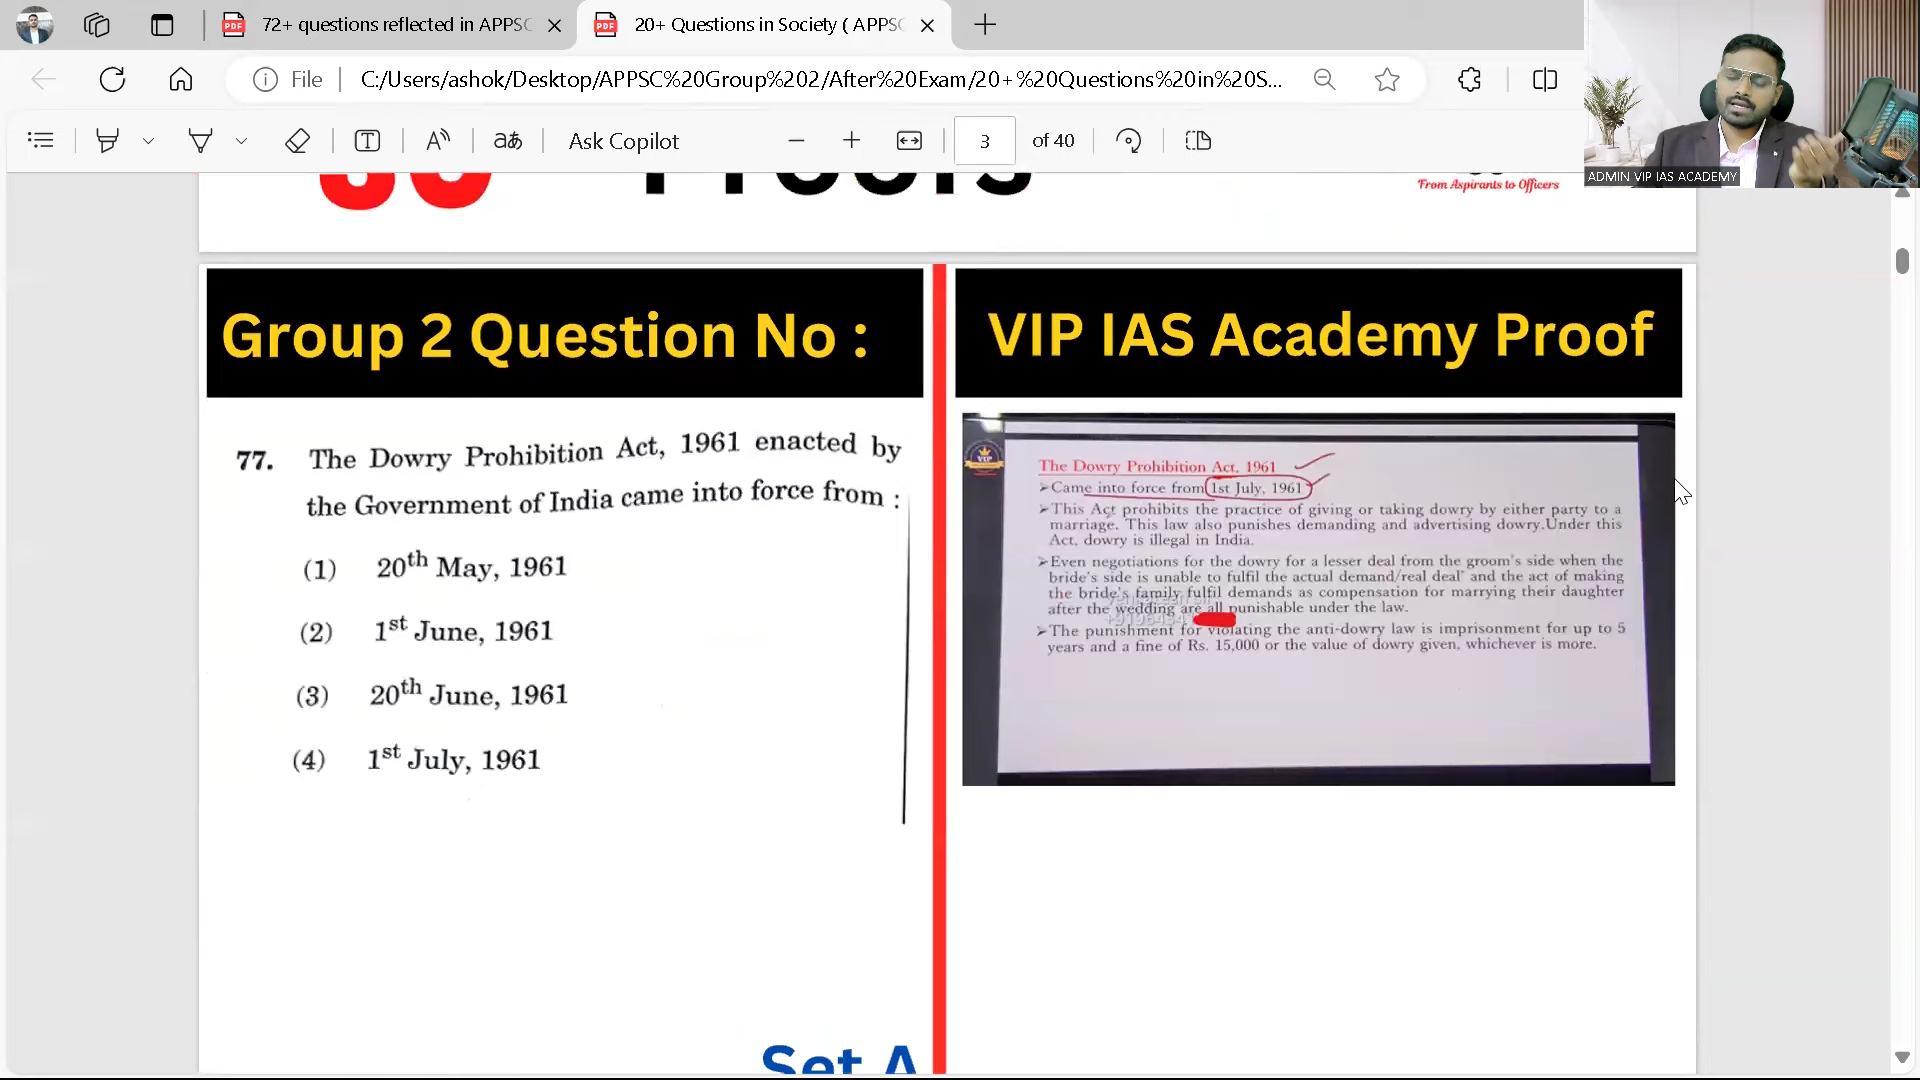 72+ questions reflected in APPSC
20+ Questions in Society ( APPSC
File
C:/Users/ashok/Desktop/APPSC%20Group%202/After%20Exam/20+%20Questions%20in%20S...
Ask Copilot
3 of 40
ADMIN VIP IAS ACADEMY
Proofs
From Aspirants to Officers
Group 2 Question No :
77. The Dowry Prohibition Act, 1961 enacted by
the Government of India came into force from :
(1) 20th May, 1961
(2) 1st June, 1961
(3) 20th June, 1961
(4) 1st July, 1961
Set A
VIP IAS Academy Proof
VIP
The Dowry Prohibition Act, 1961
➢Came into force from 1st July, 1961
➢This Act prohibits the practice of giving or taking dowry by either party to a
marriage. This law also punishes demanding and advertising dowry.Under this
Act, dowry is illegal in India.
➢Even negotiations for the dowry for a lesser deal from the groom's side when the
bride's side is unable to fulfil the actual demand/real deal' and the act of making
the bride's family fulfil demands as compensation for marrying their daughter
after the wedding are all punishable under the law.
➢The punishment for violating the anti-dowry law is imprisonment for up to 5
years and a fine of Rs. 15,000 or the value of dowry given, whichever is more.